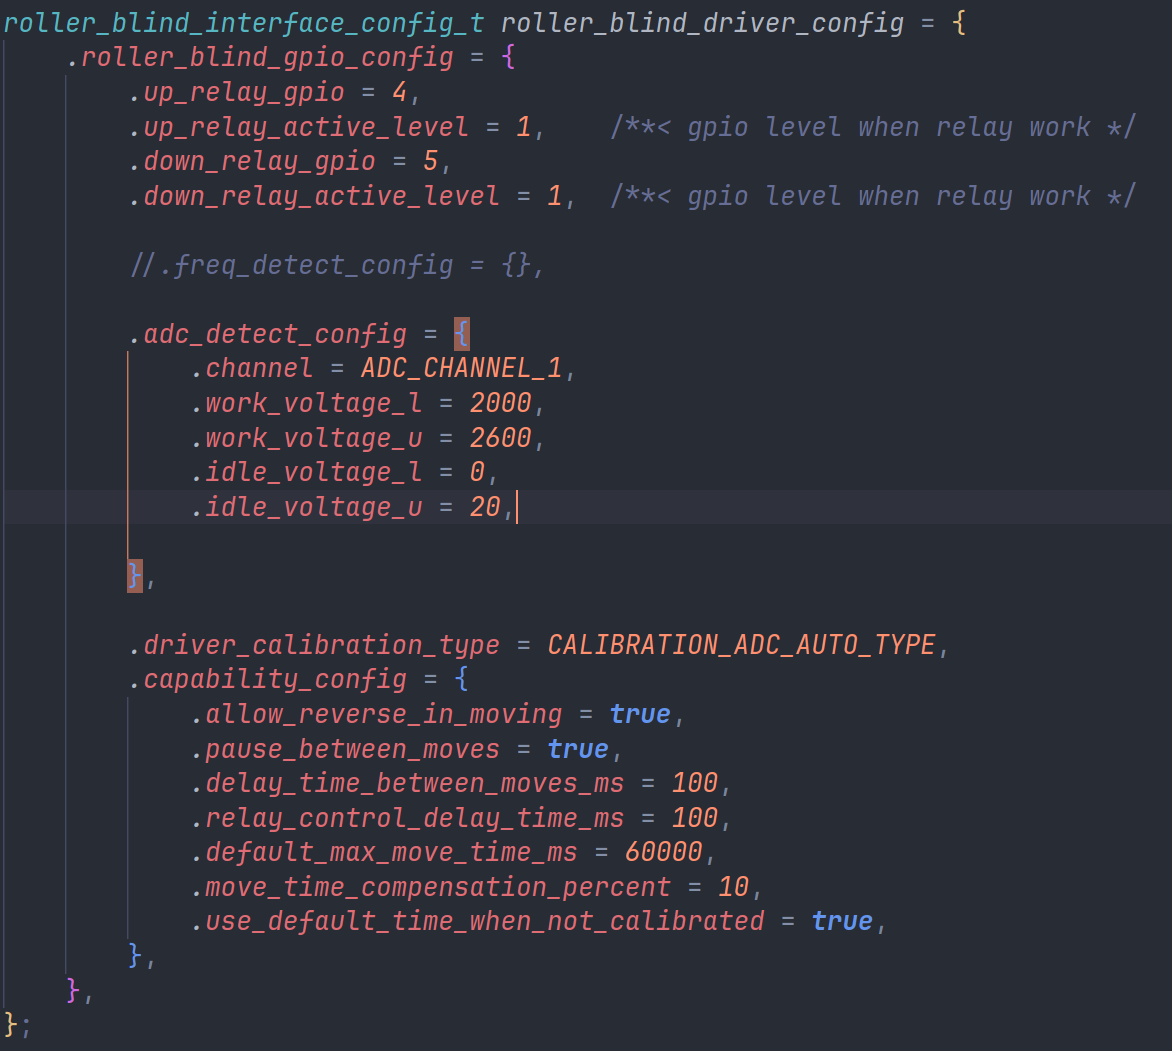 roller_blind_interface_config_t roller_blind_driver_config = {
    .roller_blind_gpio_config = {
        .up_relay_gpio = 4,
        .up_relay_active_level = 1,    /**< gpio level when relay work */
        .down_relay_gpio = 5,
        .down_relay_active_level = 1,  /**< gpio level when relay work */

        //.freq_detect_config = {},

        .adc_detect_config = {
            .channel = ADC_CHANNEL_1,
            .work_voltage_l = 2000,
            .work_voltage_u = 2600,
            .idle_voltage_l = 0,
            .idle_voltage_u = 20,

        },

        .driver_calibration_type = CALIBRATION_ADC_AUTO_TYPE,
        .capability_config = {
            .allow_reverse_in_moving = true,
            .pause_between_moves = true,
            .delay_time_between_moves_ms = 100,
            .relay_control_delay_time_ms = 100,
            .default_max_move_time_ms = 60000,
            .move_time_compensation_percent = 10,
            .use_default_time_when_not_calibrated = true,
        },
    },
};